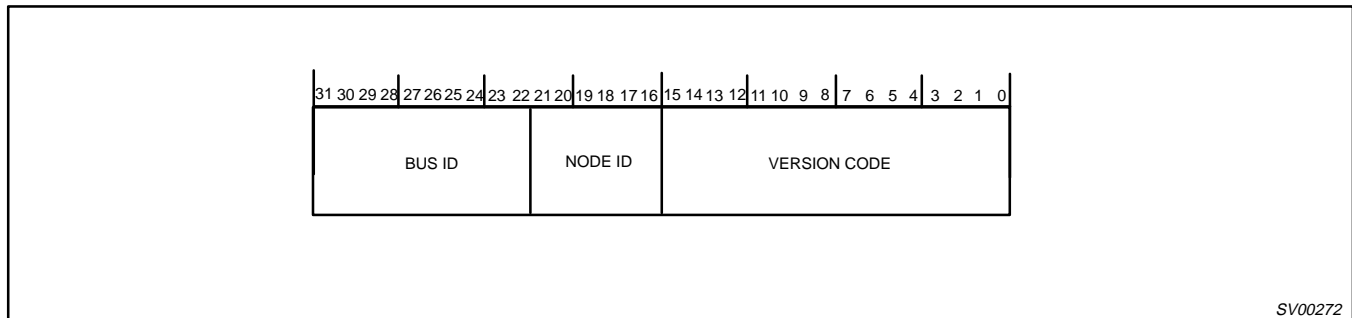 31 30 29 28 27 26 25 24 23 22 21 20 19 18 17 16 15 14 13 12 11 10 9 8 7 6 5 4 3 2 1 0
BUS ID NODE ID VERSION CODE
SV00272